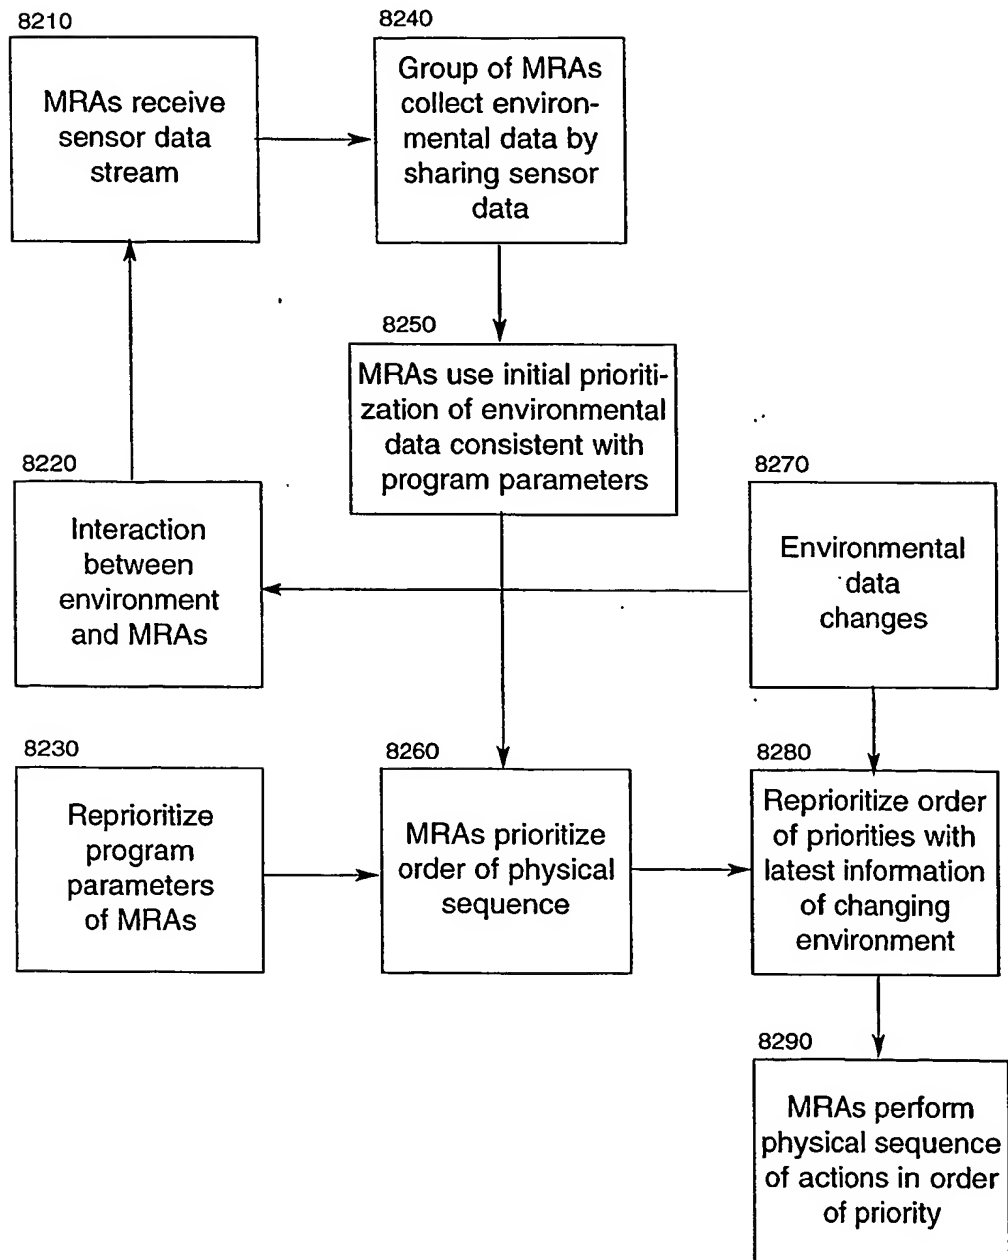 8210
MRAs receive
sensor data
stream
8240
Group of MRAs
collect environ-
mental data by
sharing sensor
data
8250
MRAs use initial prioriti-
zation of environmental
data consistent with
program parameters
8220
Interaction
between
environment
and MRAs
8270
Environmental
data
changes
8230
Reprioritize
program
parameters
of MRAs
8260
MRAs prioritize
order of physical
sequence
8280
Reprioritize order
of priorities with
latest information
of changing
environment
8290
MRAs perform
physical sequence
of actions in order
of priority